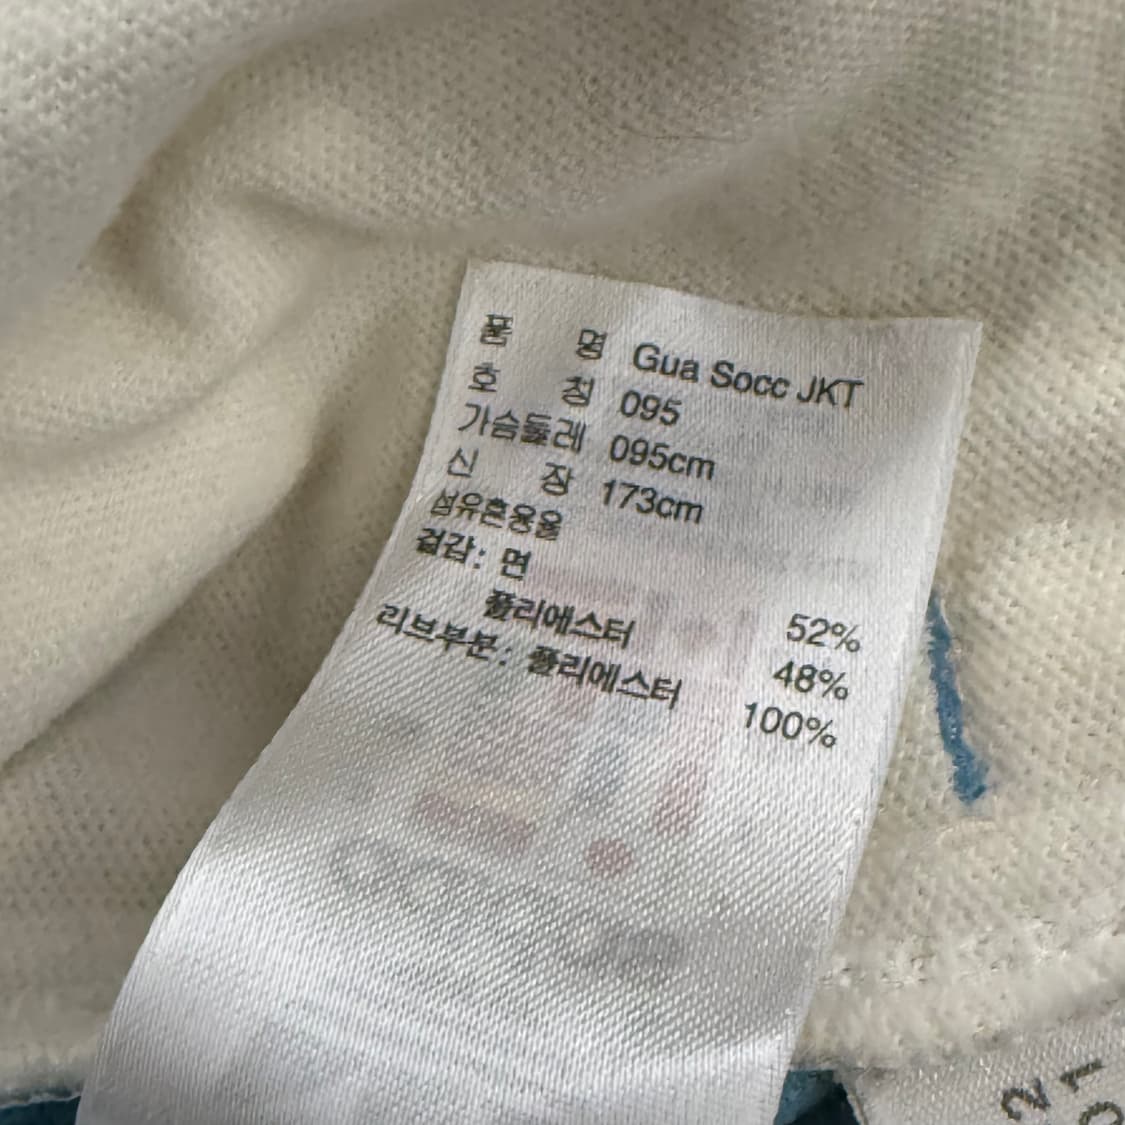 품 명 Gua Socc JKT
호 칭 095
가슴둘레 095cm
신 장 173cm
섬유혼용율
겉감: 면 52%
폴리에스터 48%
리브부분: 폴리에스터 100%
2
01